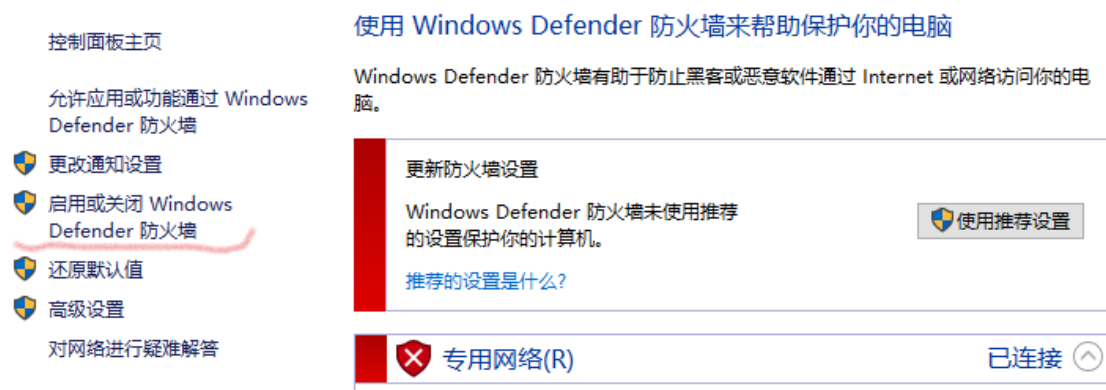 控制面板主页
允许应用或功能通过 Windows
Defender 防火墙
更改通知设置
启用或关闭 Windows
Defender 防火墙
还原默认值
高级设置
对网络进行疑难解答
使用 Windows Defender 防火墙来帮助保护你的电脑
Windows Defender 防火墙有助于防止黑客或恶意软件通过 Internet 或网络访问你的电
脑。
更新防火墙设置
Windows Defender 防火墙未使用推荐
的设置保护你的计算机。
使用推荐设置
推荐的设置是什么?
专用网络(R)
已连接